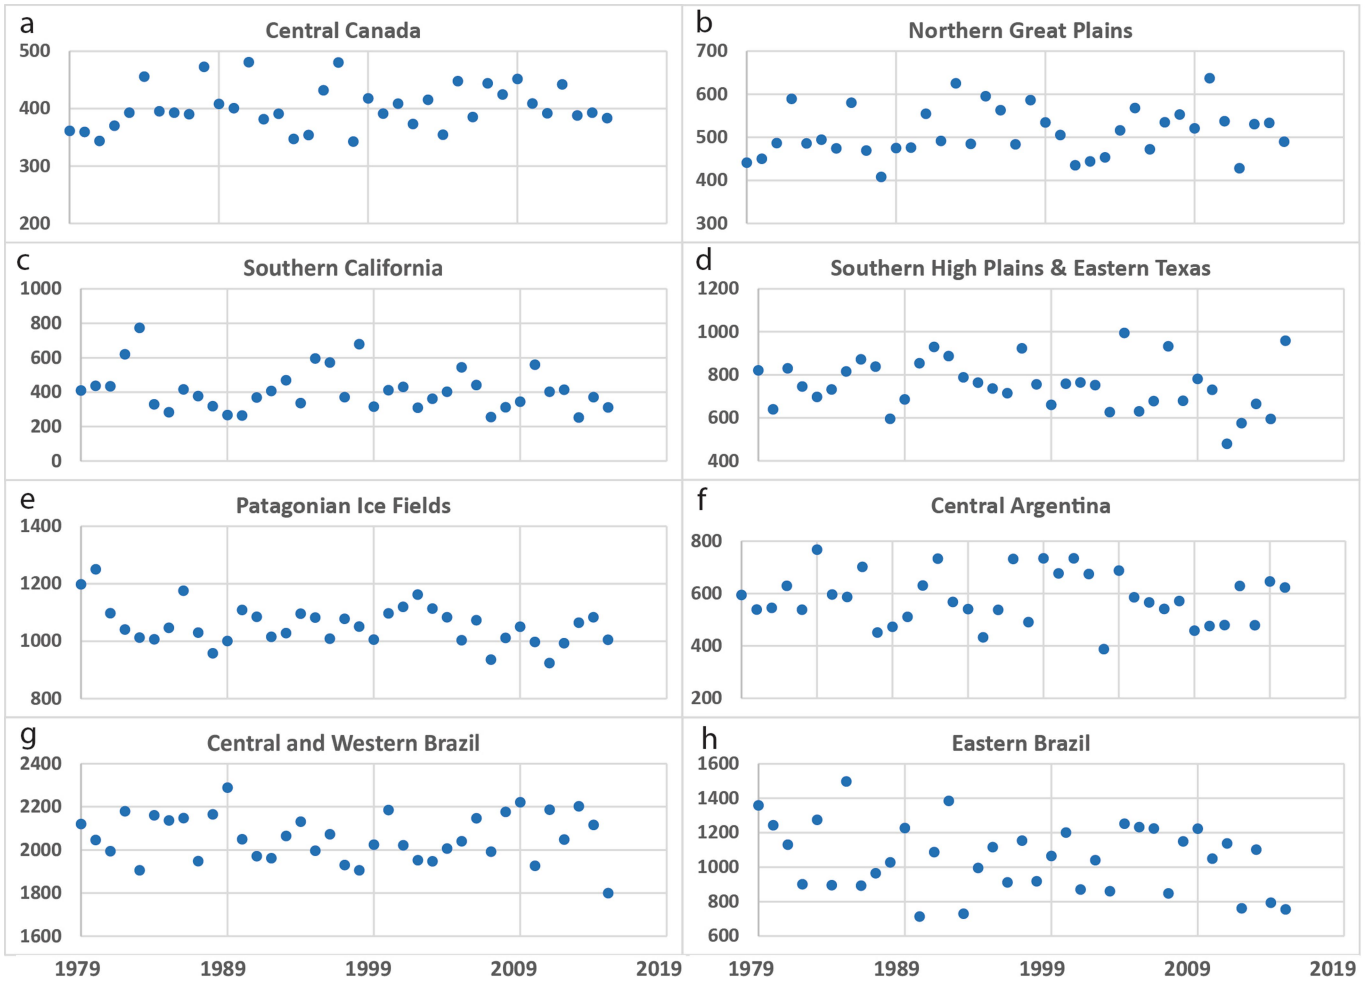 a
Central Canada
500
400
300
200
b
Northern Great Plains
700
600
500
400
300
c
Southern California
1000
800
600
400
200
0
d
Southern High Plains & Eastern Texas
1200
1000
800
600
400
e
Patagonian Ice Fields
1400
1200
1000
800
f
Central Argentina
800
600
400
200
g
Central and Western Brazil
2400
2200
2000
1800
1600
1979 1989 1999 2009 2019
h
Eastern Brazil
1600
1400
1200
1000
800
600
1979 1989 1999 2009 2019